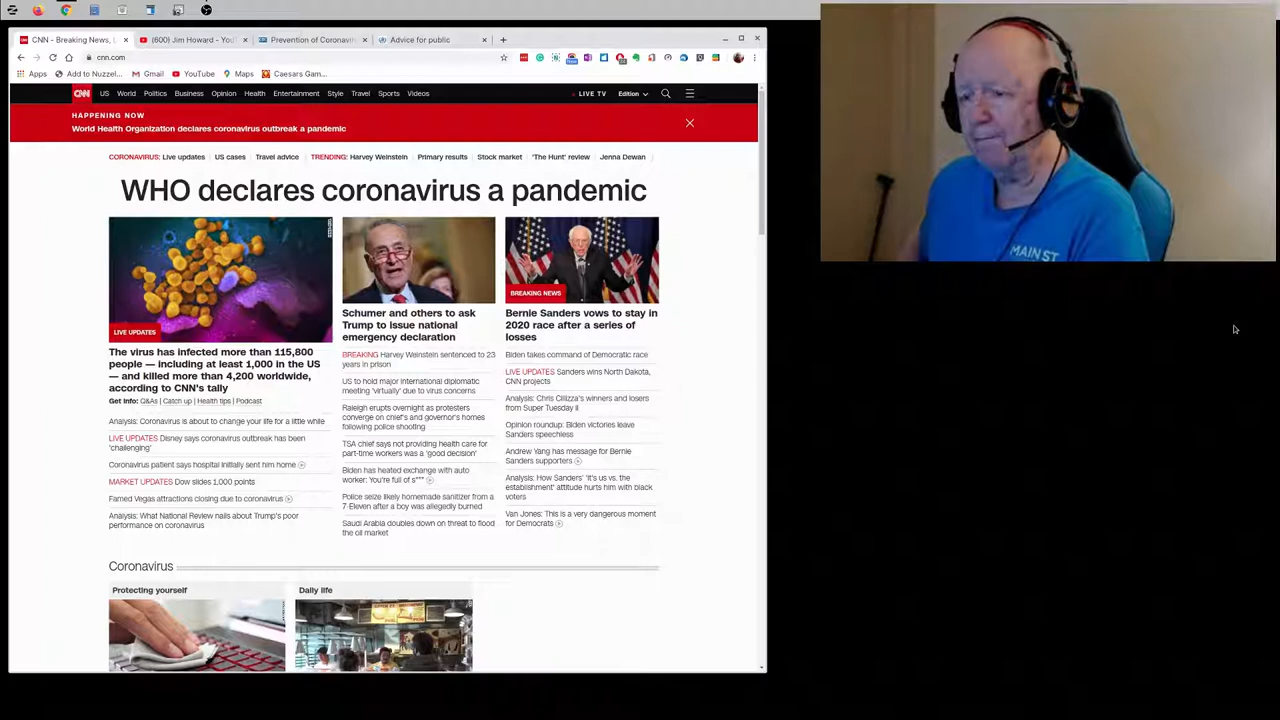 CNN - Breaking News, L
(600) Jim Howard - You
Prevention of Coronavir
Advice for public
cnn.com
Apps
Add to Nuzzel...
Gmail
YouTube
Maps
Caesars Gam...
CNN US World Politics Business Opinion Health Entertainment Style Travel Sports Videos LIVE TV Edition
HAPPENING NOW
World Health Organization declares coronavirus outbreak a pandemic
CORONAVIRUS: Live updates US cases Travel advice TRENDING: Harvey Weinstein Primary results Stock market 'The Hunt' review Jenna Dewan
WHO declares coronavirus a pandemic
LIVE UPDATES
The virus has infected more than 115,800
people — including at least 1,000 in the US
— and killed more than 4,200 worldwide,
according to CNN's tally
Get info: Q&As | Catch up | Health tips | Podcast
Analysis: Coronavirus is about to change your life for a little while
LIVE UPDATES Disney says coronavirus outbreak has been
'challenging'
Coronavirus patient says hospital initially sent him home
MARKET UPDATES Dow slides 1,000 points
Famed Vegas attractions closing due to coronavirus
Analysis: What National Review nails about Trump's poor
performance on coronavirus
Schumer and others to ask
Trump to issue national
emergency declaration
BREAKING Harvey Weinstein sentenced to 23
years in prison
US to hold major international diplomatic
meeting 'virtually' due to virus concerns
Raleigh erupts overnight as protesters
converge on chief's and governor's homes
following police shooting
TSA chief says not providing health care for
part-time workers was a 'good decision'
Biden has heated exchange with auto
worker: You're full of s***
Police seize likely homemade sanitizer from a
7-Eleven after a boy was allegedly burned
Saudi Arabia doubles down on threat to flood
the oil market
BREAKING NEWS
Bernie Sanders vows to stay in
2020 race after a series of
losses
Biden takes command of Democratic race
LIVE UPDATES Sanders wins North Dakota,
CNN projects
Analysis: Chris Cillizza's winners and losers
from Super Tuesday II
Opinion roundup: Biden victories leave
Sanders speechless
Andrew Yang has message for Bernie
Sanders supporters
Analysis: How Sanders' 'it's us vs. the
establishment' attitude hurts him with black
voters
Van Jones: This is a very dangerous moment
for Democrats
Coronavirus
Protecting yourself
Daily life
MAIN ST